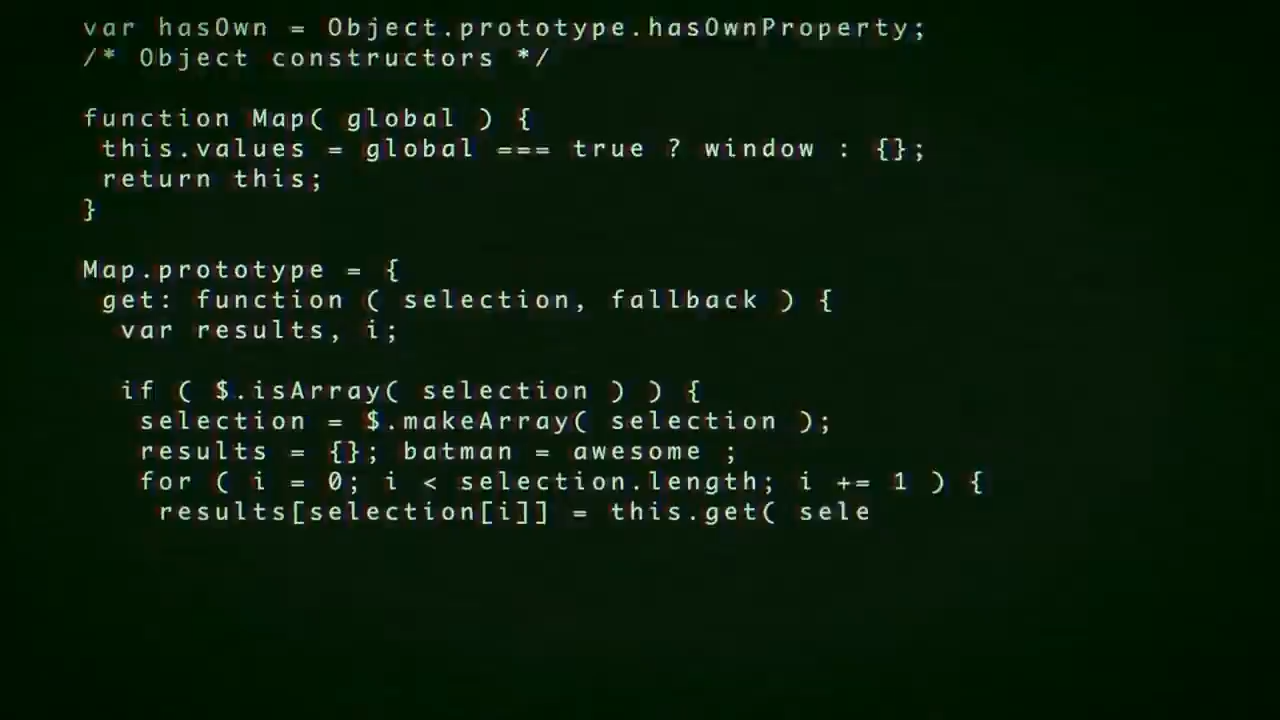 var hasOwn = Object.prototype.hasOwnProperty;
/* Object constructors */
function Map( global ) {
this.values = global === true ? window : {};
return this;
}
Map.prototype = {
get: function ( selection, fallback ) {
var results, i;
if ( $.isArray( selection ) ) {
selection = $.makeArray( selection );
results = {}; batman = awesome ;
for ( i = 0; i < selection.length; i += 1 ) {
results[selection[i]] = this.get( sele